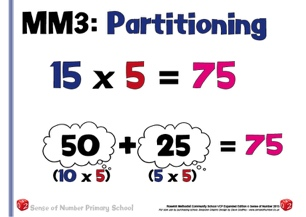 MM3: Partitioning
15 x 5 = 75
50 + 25 = 75
(10 x 5) (5 x 5)
Sense of Number Primary School